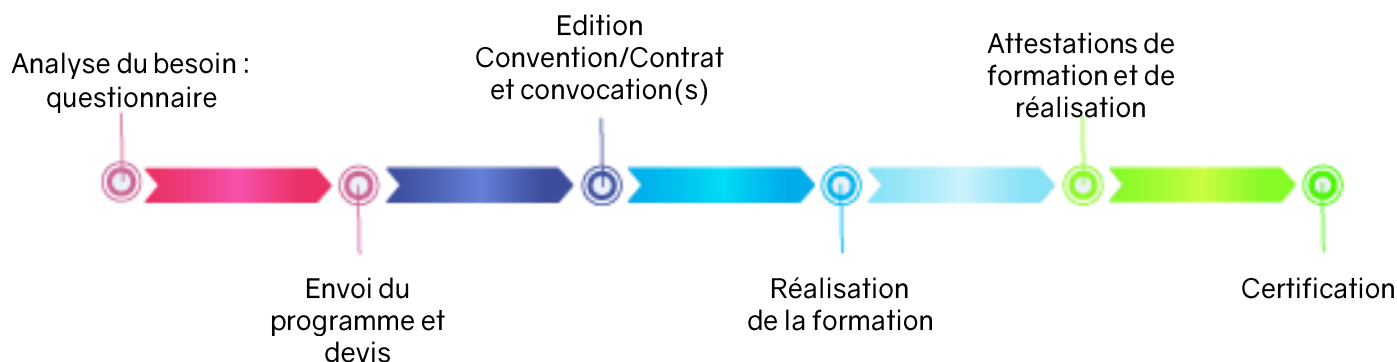 Analyse du besoin :
questionnaire
Envoi du
programme et
devis
Edition
Convention/Contrat
et convocation(s)
Réalisation
de la formation
Attestations de
formation et de
réalisation
Certification